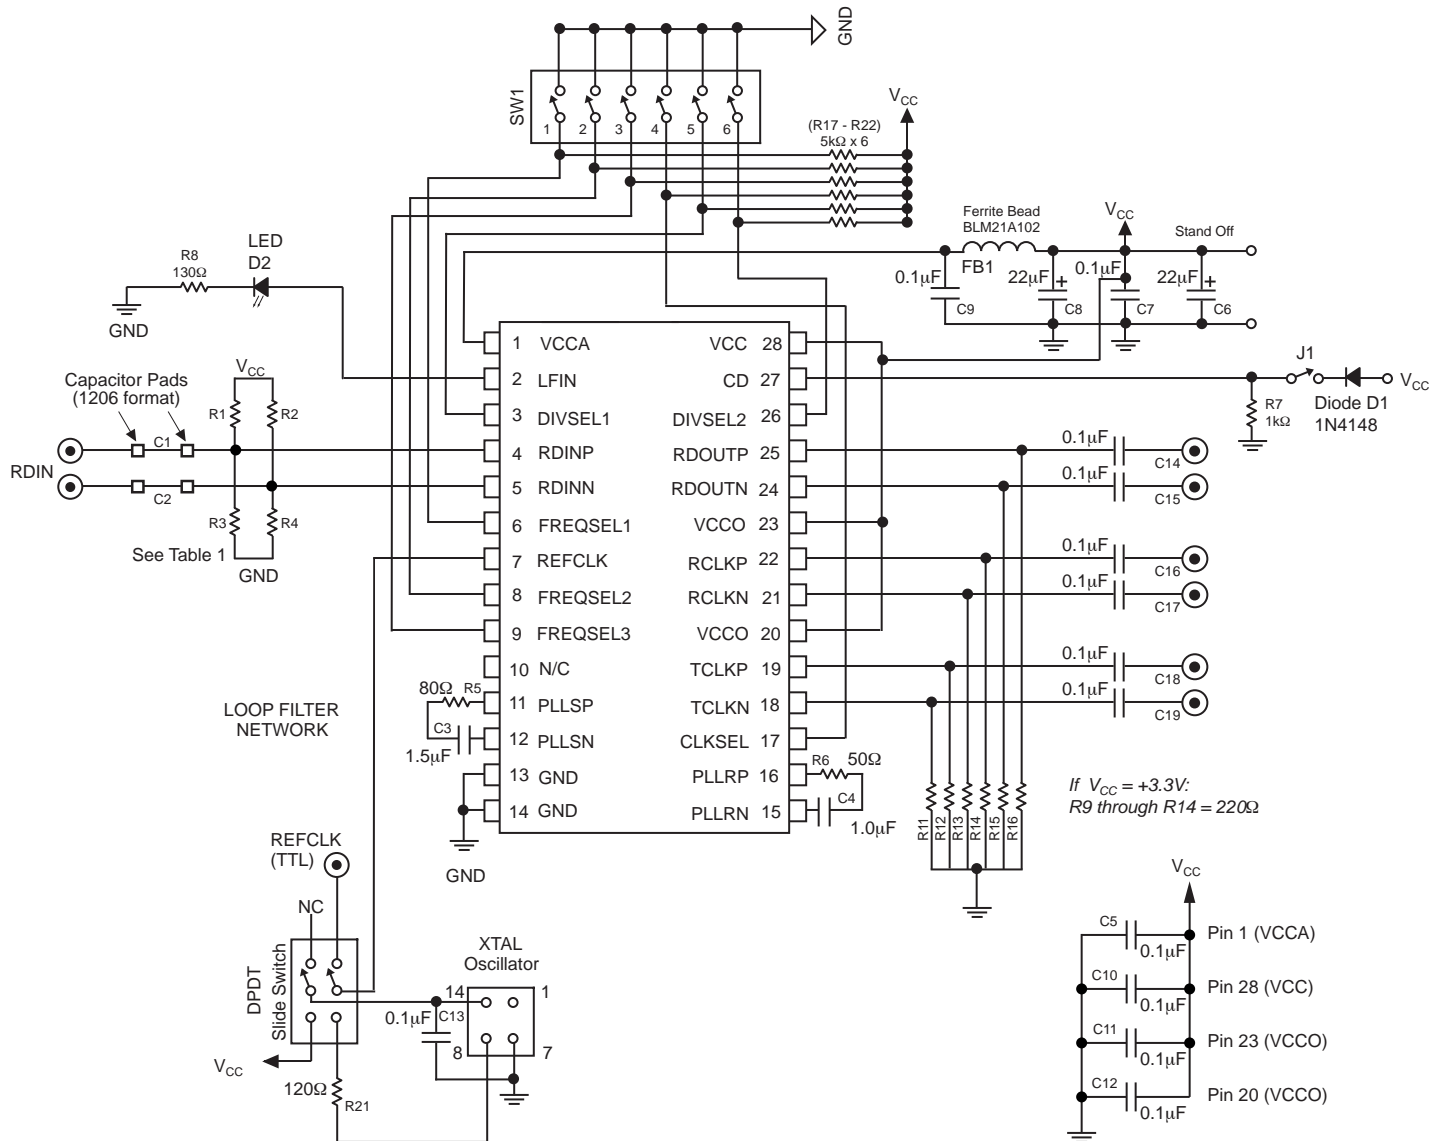 GND
SW1
1 2 3 4 5 6
V_CC
(R17 - R22)
5kΩ x 6
Ferrite Bead
BLM21A102
FB1
V_CC
Stand Off
0.1µF
C9
22µF
+
C8
0.1µF
C7
22µF
+
C6
LED
D2
R8
130Ω
GND
Capacitor Pads
(1206 format)
V_CC
R1
R2
C1
RDIN
C2
R3
R4
See Table 1
GND
1 VCCA
2 LFIN
3 DIVSEL1
4 RDINP
5 RDINN
6 FREQSEL1
7 REFCLK
8 FREQSEL2
9 FREQSEL3
10 N/C
11 PLLSP
12 PLLSN
13 GND
14 GND
VCC 28
CD 27
DIVSEL2 26
RDOUTP 25
RDOUTN 24
VCCO 23
RCLKP 22
RCLKN 21
VCCO 20
TCLKP 19
TCLKN 18
CLKSEL 17
PLLRP 16
PLLRN 15
J1
V_CC
R7
1kΩ
Diode D1
1N4148
0.1µF
C14
0.1µF
C15
0.1µF
C16
0.1µF
C17
0.1µF
C18
0.1µF
C19
LOOP FILTER
NETWORK
80Ω
R5
C3
1.5µF
R6
50Ω
C4
1.0µF
GND
R11
R12
R13
R14
R15
R16
If V_CC = +3.3V:
R9 through R14 = 220Ω
REFCLK
(TTL)
NC
DPDT
Slide Switch
V_CC
120Ω
R21
XTAL
Oscillator
14
1
8
7
0.1µF
C13
V_CC
C5
0.1µF
Pin 1 (VCCA)
C10
0.1µF
Pin 28 (VCC)
C11
0.1µF
Pin 23 (VCCO)
C12
0.1µF
Pin 20 (VCCO)